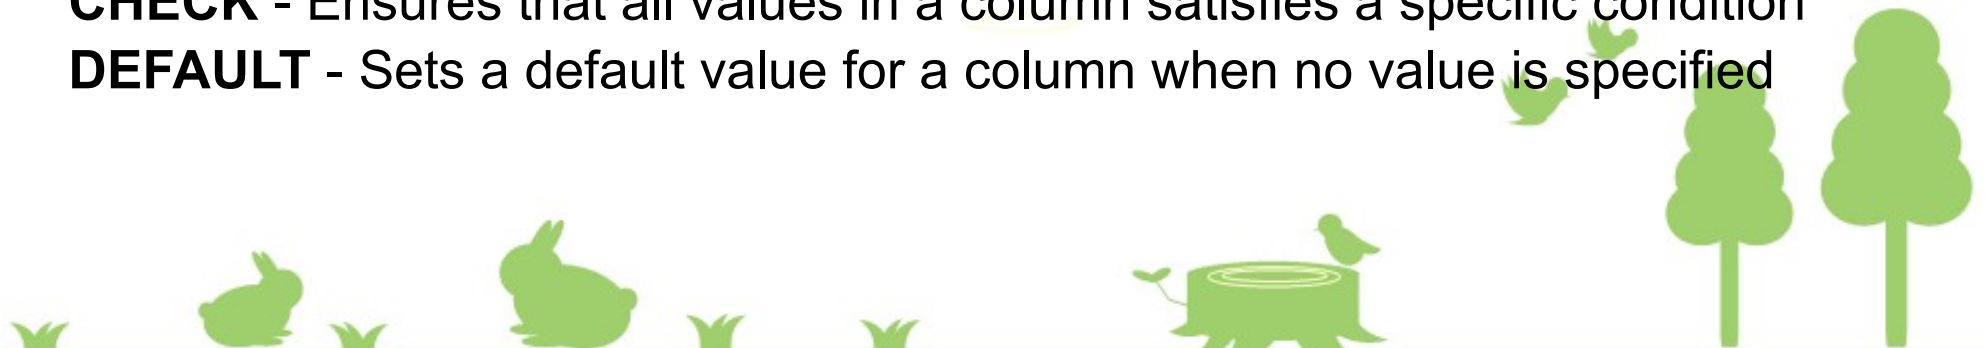 CHECK - Ensures that all values in a column satisfies a specific condition
DEFAULT - Sets a default value for a column when no value is specified